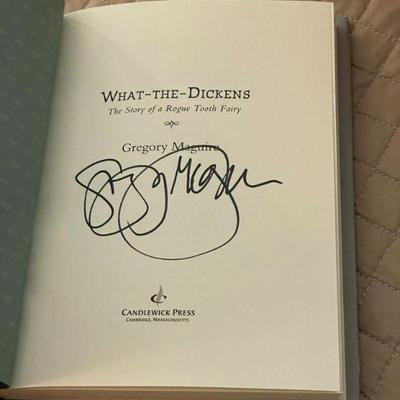 What-the-Dickens
The Story of a Rogue Tooth Fairy
Gregory Maguire
Candlewick Press
Cambridge, Massachusetts